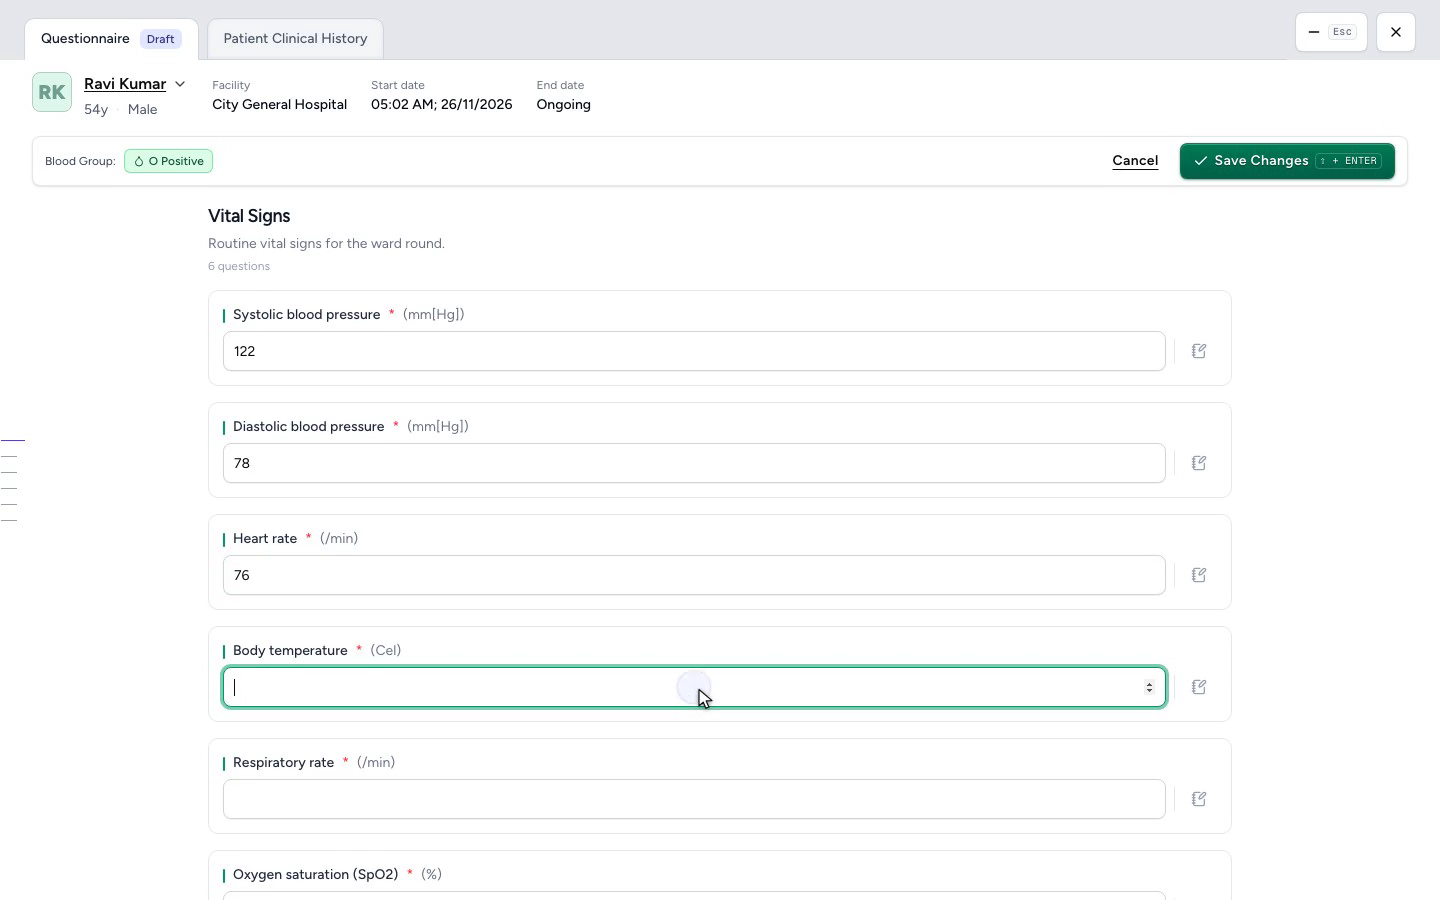 Questionnaire Draft
Patient Clinical History
Esc
RK
Ravi Kumar
54y · Male
Facility
City General Hospital
Start date
05:02 AM; 26/11/2026
End date
Ongoing
Blood Group: O Positive
Cancel
Save Changes ⇧ + ENTER
Vital Signs
Routine vital signs for the ward round.
6 questions
Systolic blood pressure * (mm[Hg])
122
Diastolic blood pressure * (mm[Hg])
78
Heart rate * (/min)
76
Body temperature * (Cel)
Respiratory rate * (/min)
Oxygen saturation (SpO2) * (%)